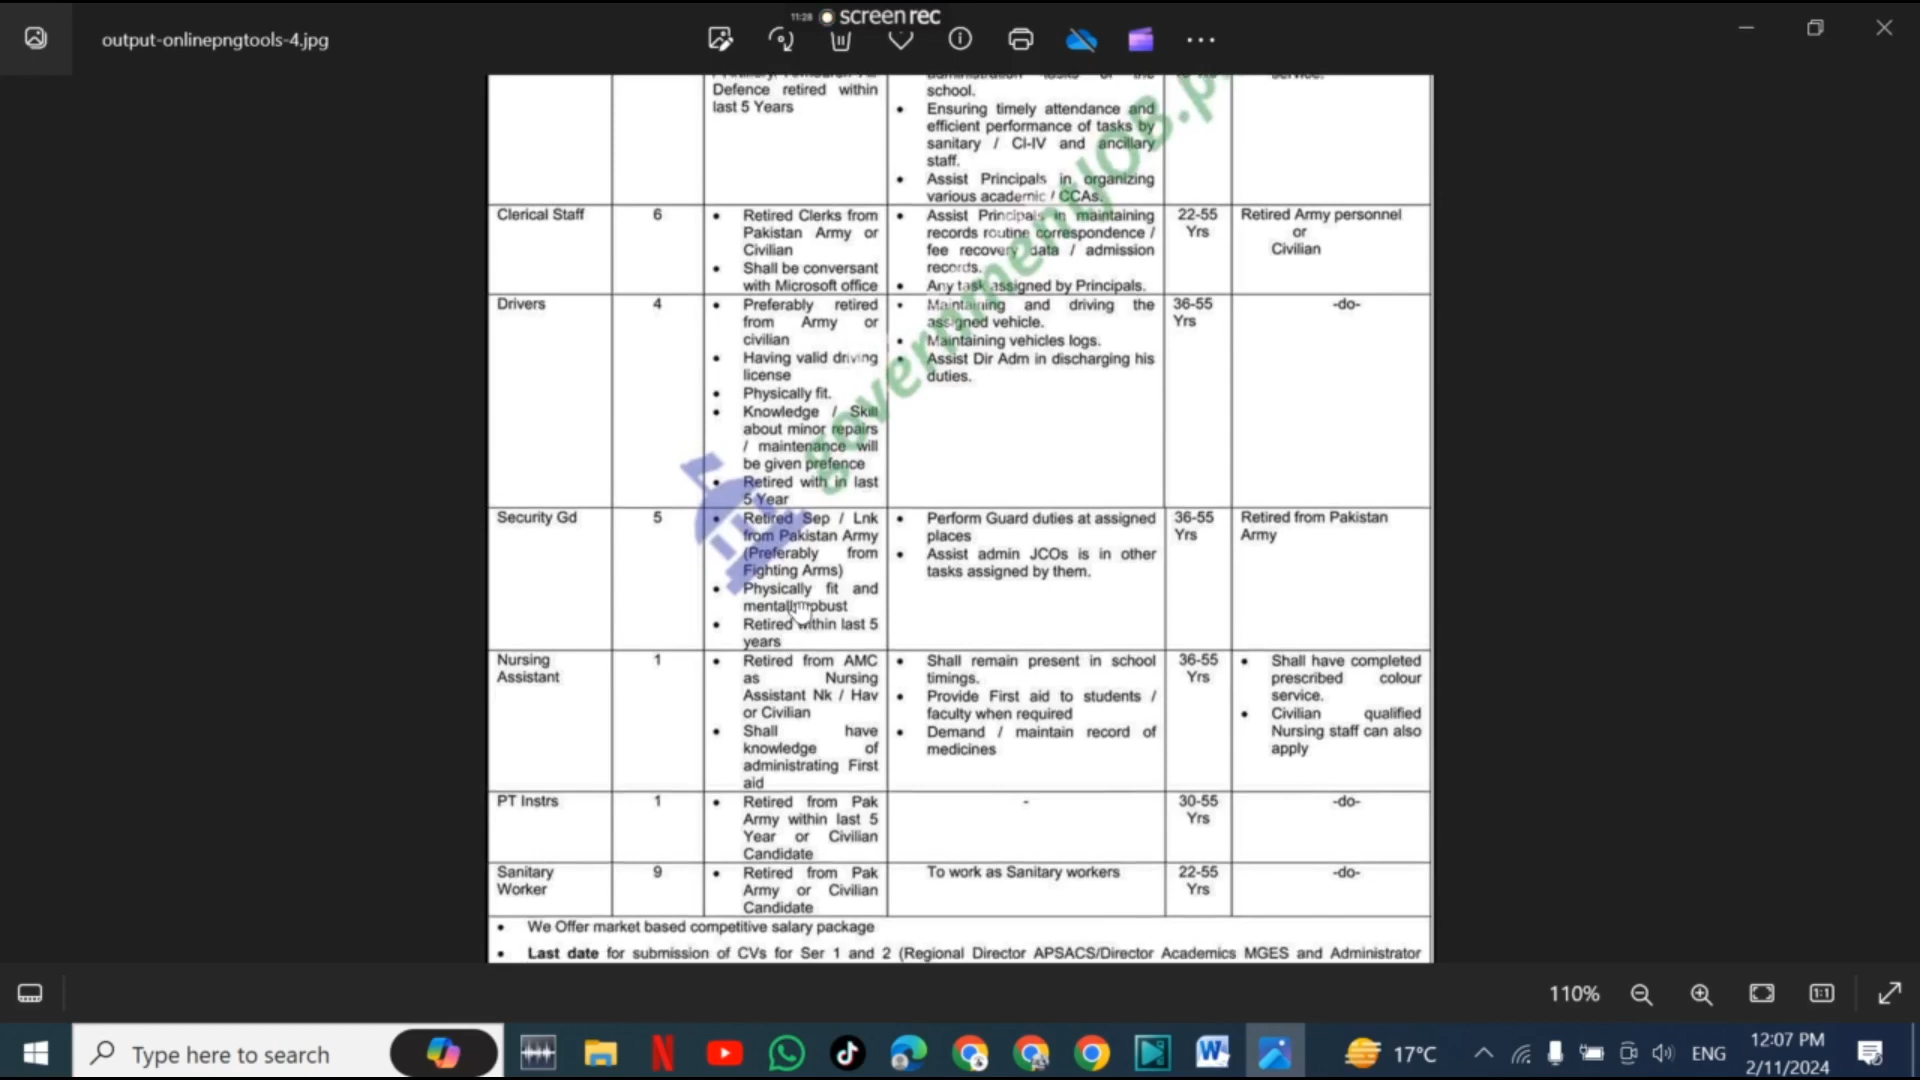 11:28 screenrec
output-onlinepngtools-4.jpg
Defence retired within
last 5 Years
school.
Ensuring timely attendance and
efficient performance of tasks by
sanitary / Cl-IV and ancillary
staff.
Assist Principals in organizing
various academic / CCAs.
service.
Clerical Staff
6
Retired Clerks from
Pakistan Army or
Civilian
Shall be conversant
with Microsoft office
Assist Principals in maintaining
records routine correspondence /
fee recovery data / admission
records.
Any task assigned by Principals.
22-55
Yrs
Retired Army personnel
or
Civilian
Drivers
4
Preferably retired
from Army or
civilian
Having valid driving
license
Physically fit.
Knowledge / Skill
about minor repairs
/ maintenance will
be given prefence
Retired with in last
5 Year
Maintaining and driving the
assigned vehicle.
Maintaining vehicles logs.
Assist Dir Adm in discharging his
duties.
36-55
Yrs
-do-
Security Gd
5
Retired Sep / Lnk
from Pakistan Army
(Preferably from
Fighting Arms)
Physically fit and
mentally robust
Retired within last 5
years
Perform Guard duties at assigned
places
Assist admin JCOs is in other
tasks assigned by them.
36-55
Yrs
Retired from Pakistan
Army
Nursing
Assistant
1
Retired from AMC
as Nursing
Assistant Nk / Hav
or Civilian
Shall have
knowledge of
administrating First
aid
Shall remain present in school
timings.
Provide First aid to students /
faculty when required
Demand / maintain record of
medicines
36-55
Yrs
Shall have completed
prescribed colour
service.
Civilian qualified
Nursing staff can also
apply
PT Instrs
1
Retired from Pak
Army within last 5
Year or Civilian
Candidate
-
30-55
Yrs
-do-
Sanitary
Worker
9
Retired from Pak
Army or Civilian
Candidate
To work as Sanitary workers
22-55
Yrs
-do-
We Offer market based competitive salary package
Last date for submission of CVs for Ser 1 and 2 (Regional Director APSACS/Director Academics MGES and Administrator
governmentjOB.p
110%
1:1
Type here to search
17°C
ENG
12:07 PM
2/11/2024